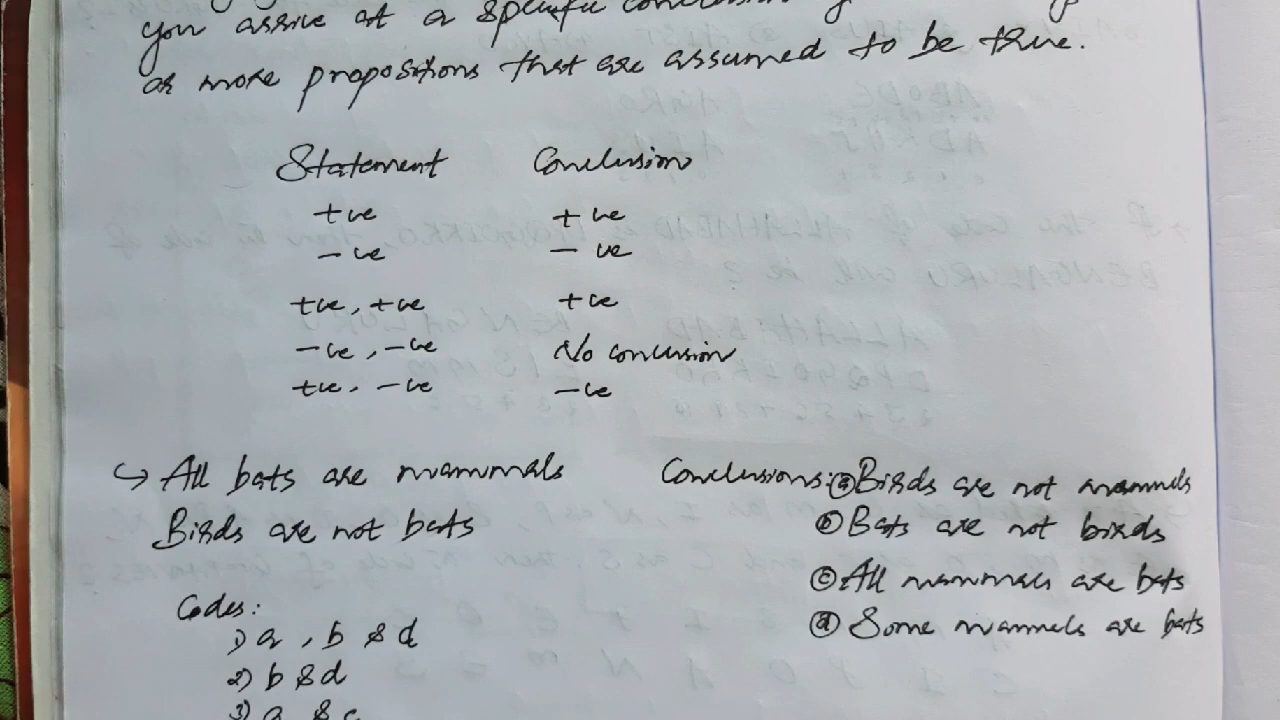 you arrive at a specific conclusion
or more propositions that are assumed to be true.
Statement Conclusion
+ve +ve
-ve -ve
+ve, +ve +ve
-ve, -ve No conclusion
+ve, -ve -ve
↪ All bats are mammals Conclusions: ⓐ Birds are not mammals
Birds are not bats ⓑ Bats are not birds
ⓒ All mammals are bats
ⓓ Some mammels are bats
Codes:
1) a, b & d
2) b & d
3) a & c